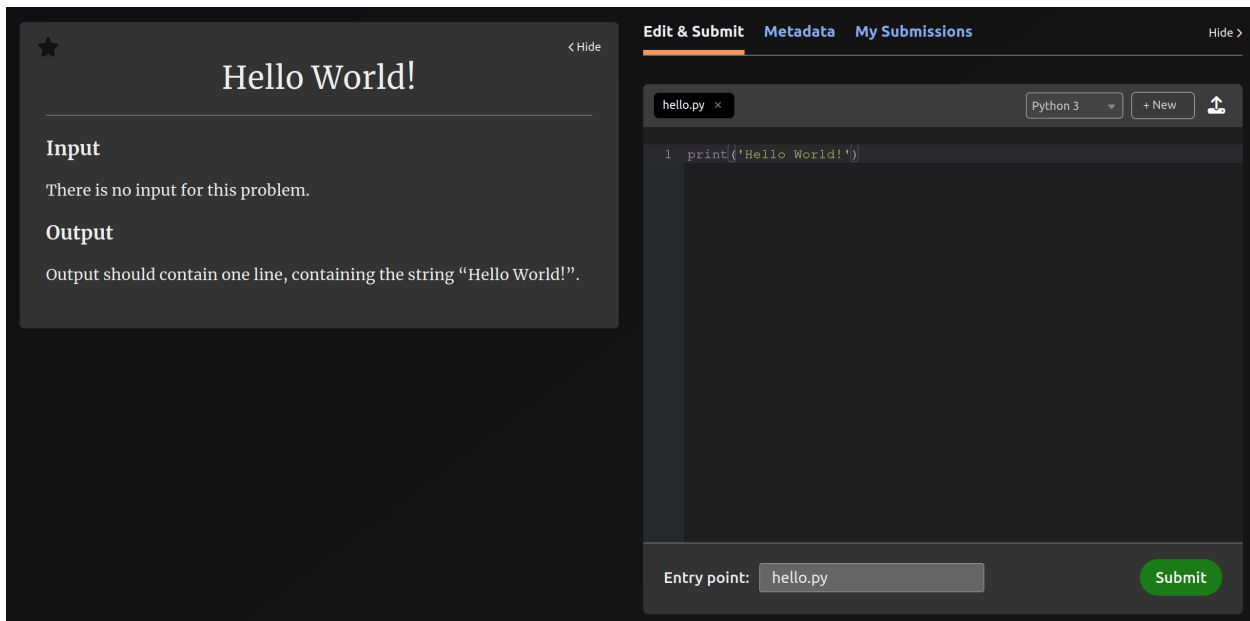 Hide
Hello World!
Input
There is no input for this problem.
Output
Output should contain one line, containing the string “Hello World!”.
Edit & Submit Metadata My Submissions Hide
hello.py × Python 3 + New
1 print('Hello World!')
Entry point: hello.py Submit